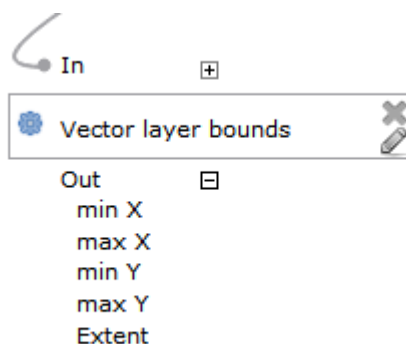 In
Vector layer bounds
Out
min X
max X
min Y
max Y
Extent